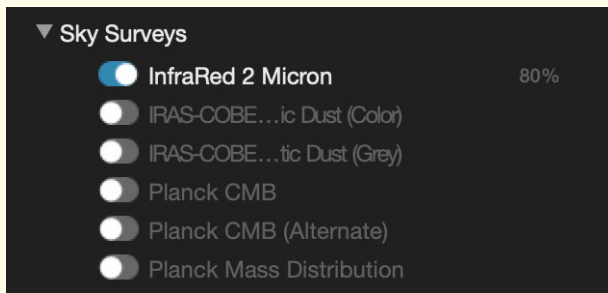 Sky Surveys
InfraRed 2 Micron 80%
IRAS-COBE…ic Dust (Color)
IRAS-COBE…tic Dust (Grey)
Planck CMB
Planck CMB (Alternate)
Planck Mass Distribution